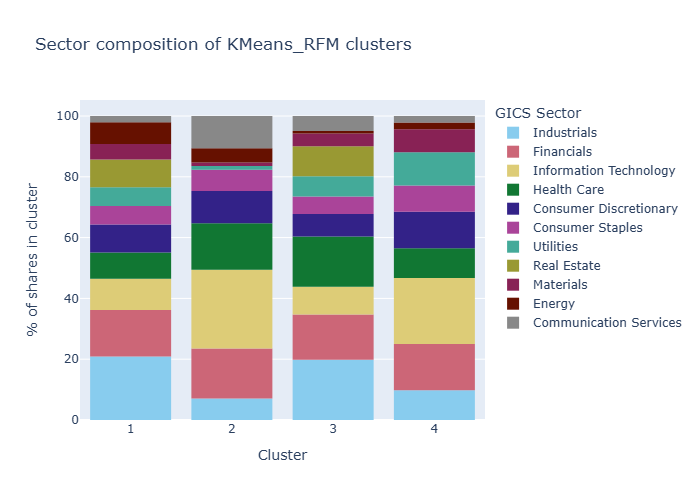 Sector composition of KMeans_RFM clusters
GICS Sector
Industrials
Financials
Information Technology
Health Care
Consumer Discretionary
Consumer Staples
Utilities
Real Estate
Materials
Energy
Communication Services
% of shares in cluster
100
80
60
40
20
0
1
2
3
4
Cluster